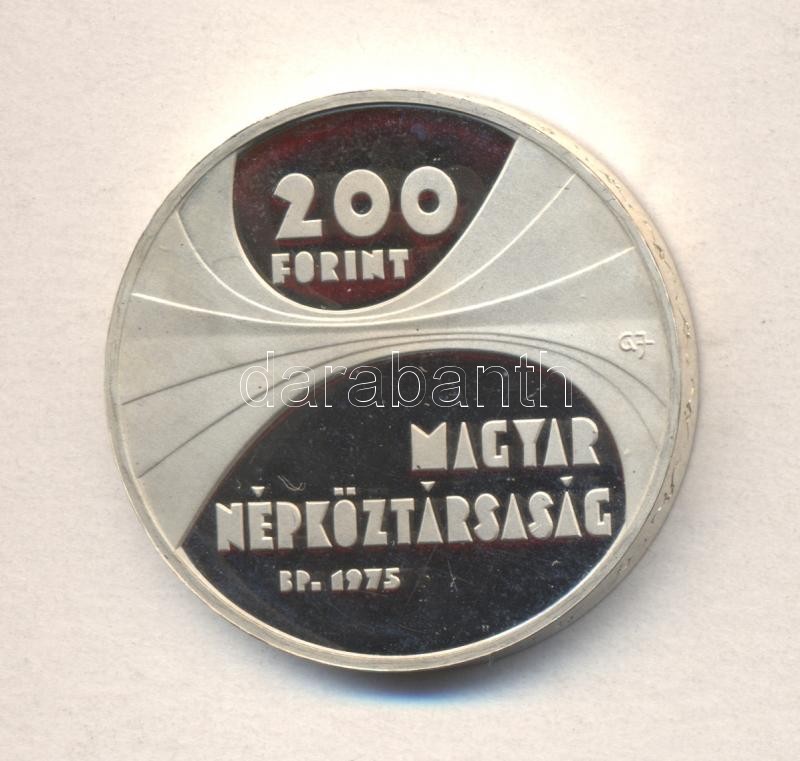 200
FORINT
darabanth
MAGYAR
NÉPKÖZTÁRSASÁG
BP. 1975